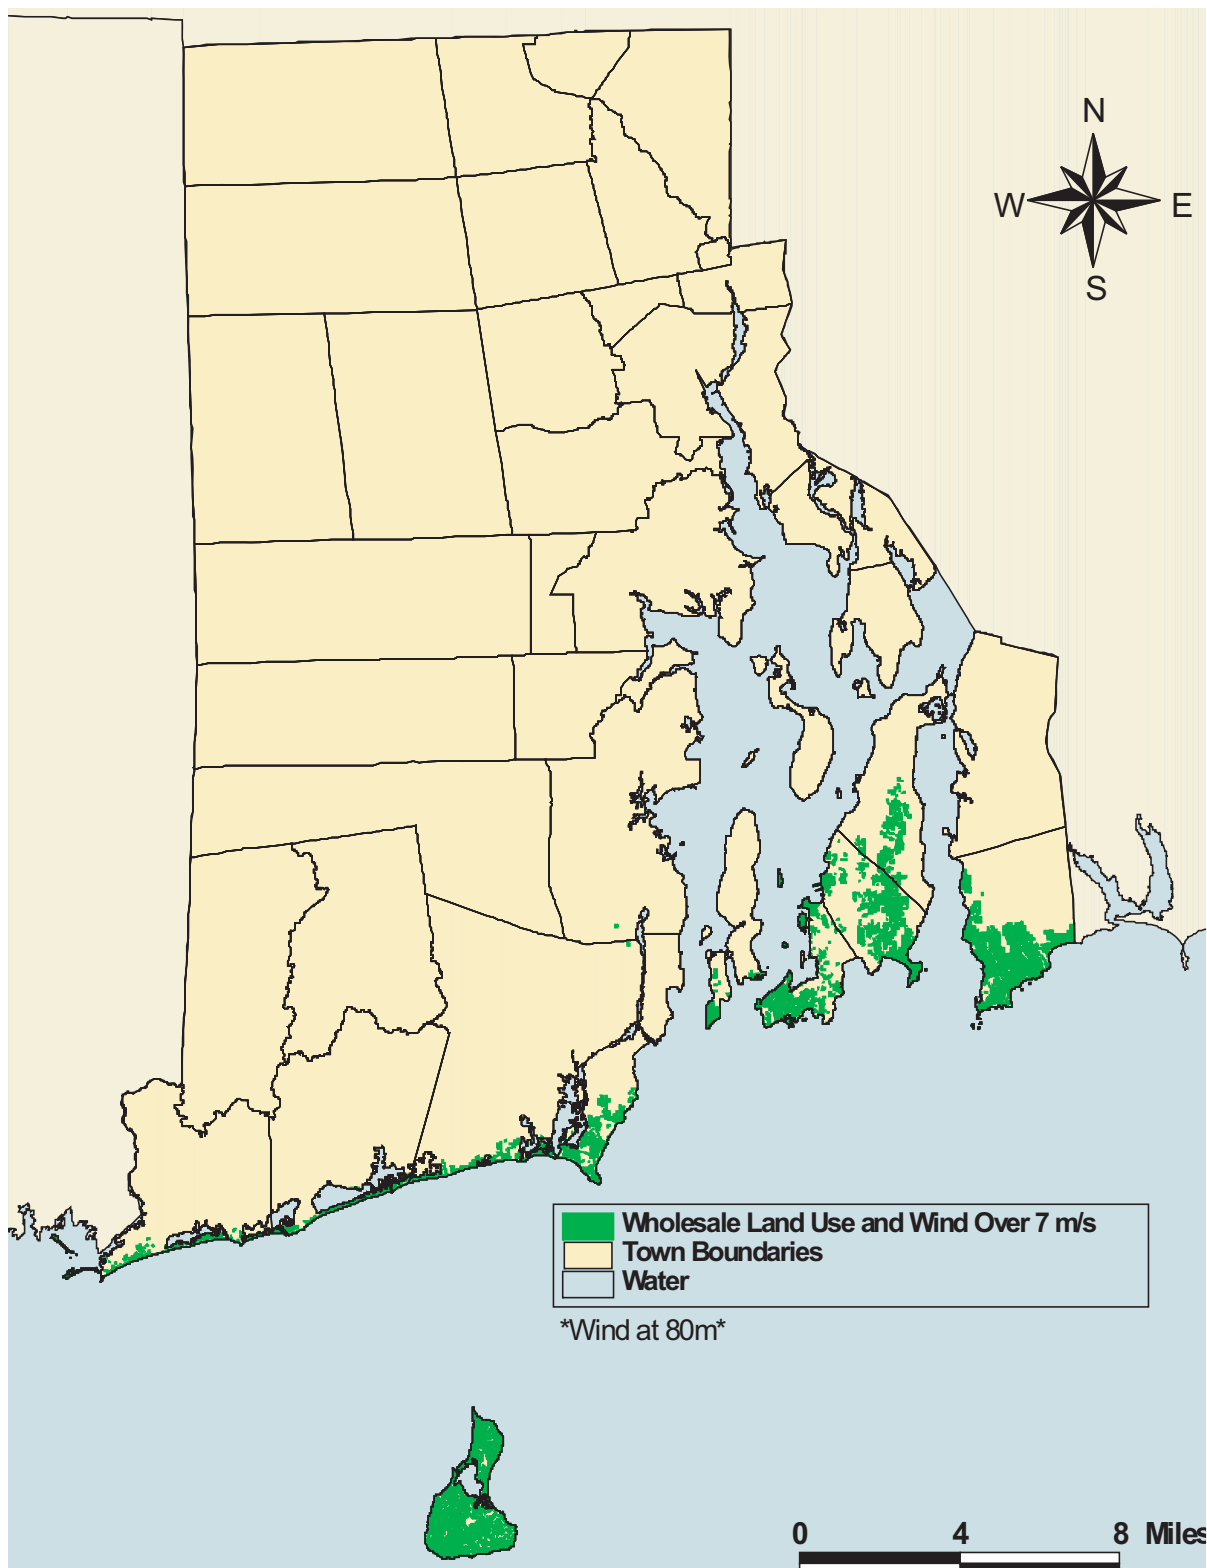 N
W E
S
Wholesale Land Use and Wind Over 7 m/s
Town Boundaries
Water
*Wind at 80m*
0 4 8 Miles